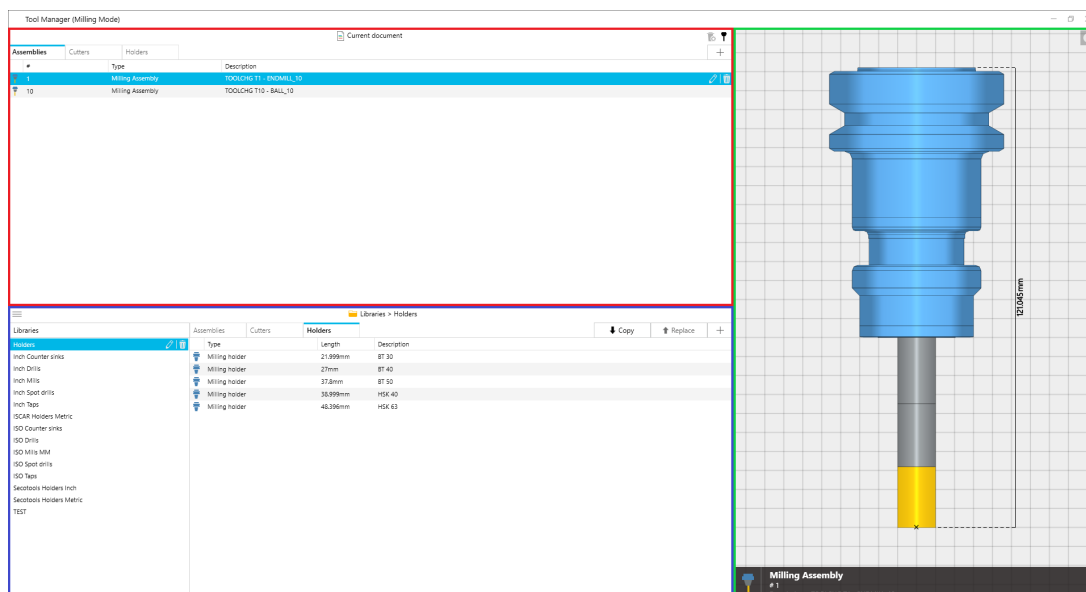 Tool Manager (Milling Mode)
Current document
Assemblies Cutters Holders
# Type Description
1 Milling Assembly TOOLCHG T1 - ENDMILL_10
10 Milling Assembly TOOLCHG T10 - BALL_10
121.045mm
Libraries > Holders
Libraries
Assemblies Cutters Holders Copy Replace
Holders
Inch Counter sinks
Inch Drills
Inch Mills
Inch Spot drills
Inch Taps
ISCAR Holders Metric
ISO Counter sinks
ISO Drills
ISO Mills MM
ISO Spot drills
ISO Taps
Secotools Holders Inch
Secotools Holders Metric
TEST
Type Length Description
Milling holder 21.999mm BT 30
Milling holder 27mm BT 40
Milling holder 37.8mm BT 50
Milling holder 38.999mm HSK 40
Milling holder 48.396mm HSK 63
Milling Assembly
# 1